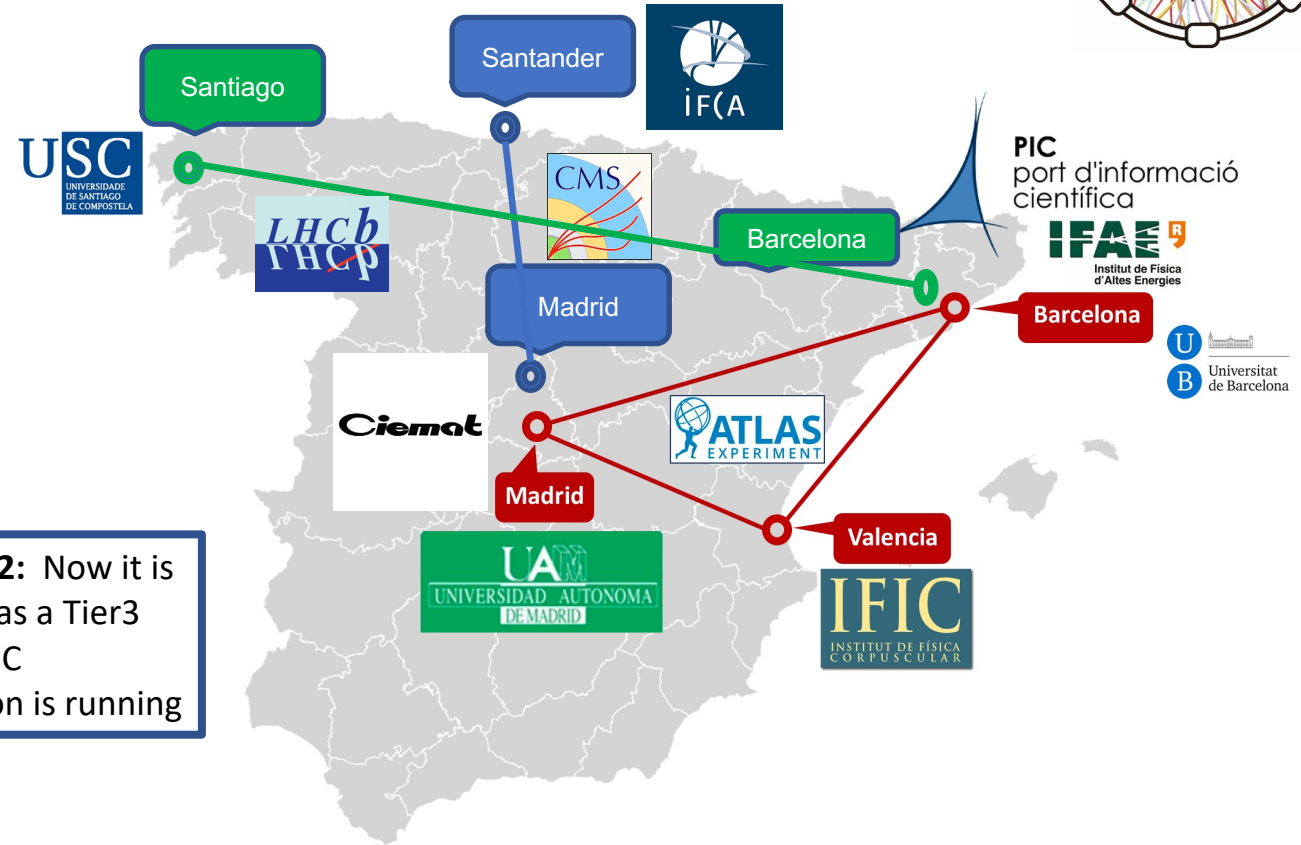 Santander
iF(A
Santiago
USC
UNIVERSIDADE
DE SANTIAGO
DE COMPOSTELA
CMS
LHCb
LHCb
PIC
port d'informació
científica
IFAE R
Institut de Física
d'Altes Energies
Barcelona
Madrid
Barcelona
U
B
Universitat
de Barcelona
Ciemat
ATLAS
EXPERIMENT
Madrid
Valencia
UAM
UNIVERSIDAD AUTONOMA
DE MADRID
IFIC
INSTITUT DE FÍSICA
CORPUSCULAR
2: Now it is
as a Tier3
C
on is running